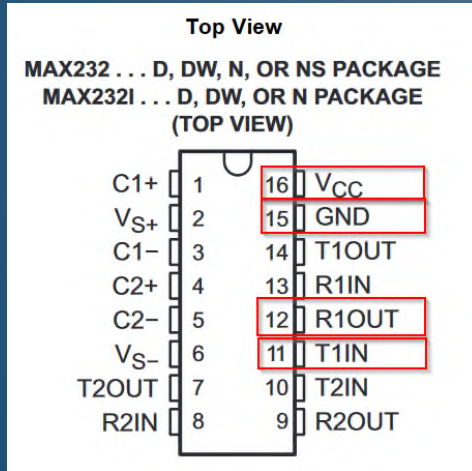 Top View
MAX232 . . . D, DW, N, OR NS PACKAGE
MAX232I . . . D, DW, OR N PACKAGE
(TOP VIEW)
C1+ 1 16 VCC
VS+ 2 15 GND
C1− 3 14 T1OUT
C2+ 4 13 R1IN
C2− 5 12 R1OUT
VS− 6 11 T1IN
T2OUT 7 10 T2IN
R2IN 8 9 R2OUT